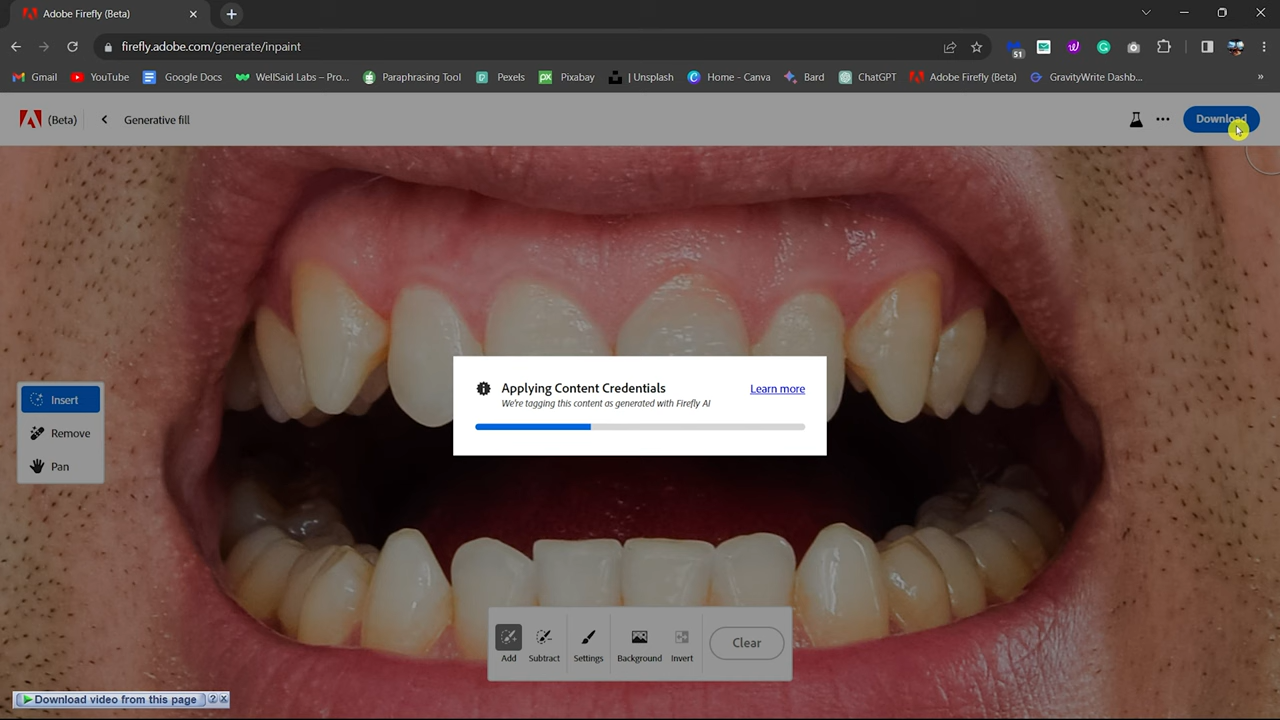 Adobe Firefly (Beta)
firefly.adobe.com/generate/inpaint
51
Gmail
YouTube
Google Docs
WellSaid Labs – Pro...
Paraphrasing Tool
Pexels
px
Pixabay
| Unsplash
Home - Canva
Bard
ChatGPT
Adobe Firefly (Beta)
GravityWrite Dashb...
»
(Beta)
Generative fill
Download
Applying Content Credentials
Learn more
We're tagging this content as generated with Firefly AI
Insert
Remove
Pan
Add
Subtract
Settings
Background
Invert
Clear
Download video from this page
?